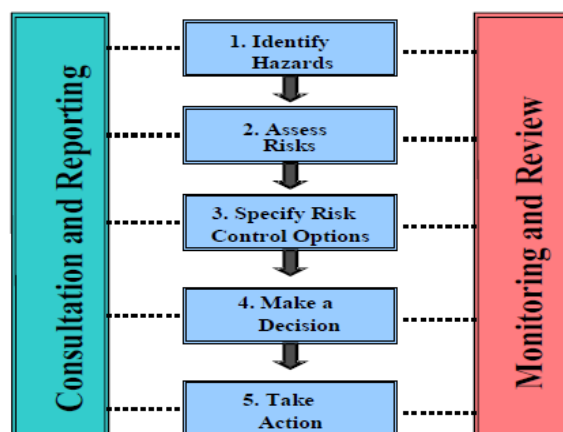 Consultation and Reporting
1. Identify
Hazards
2. Assess
Risks
3. Specify Risk
Control Options
4. Make a
Decision
5. Take
Action
Monitoring and Review